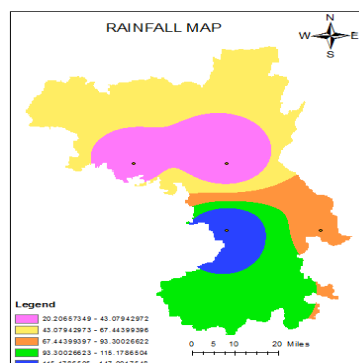 RAINFALL MAP
N
W E
S
Legend
20.20657349 - 43.07942972
43.07942973 - 67.44399396
67.44399397 - 93.30026622
93.30026623 - 115.1786504
0 5 10 20 Miles